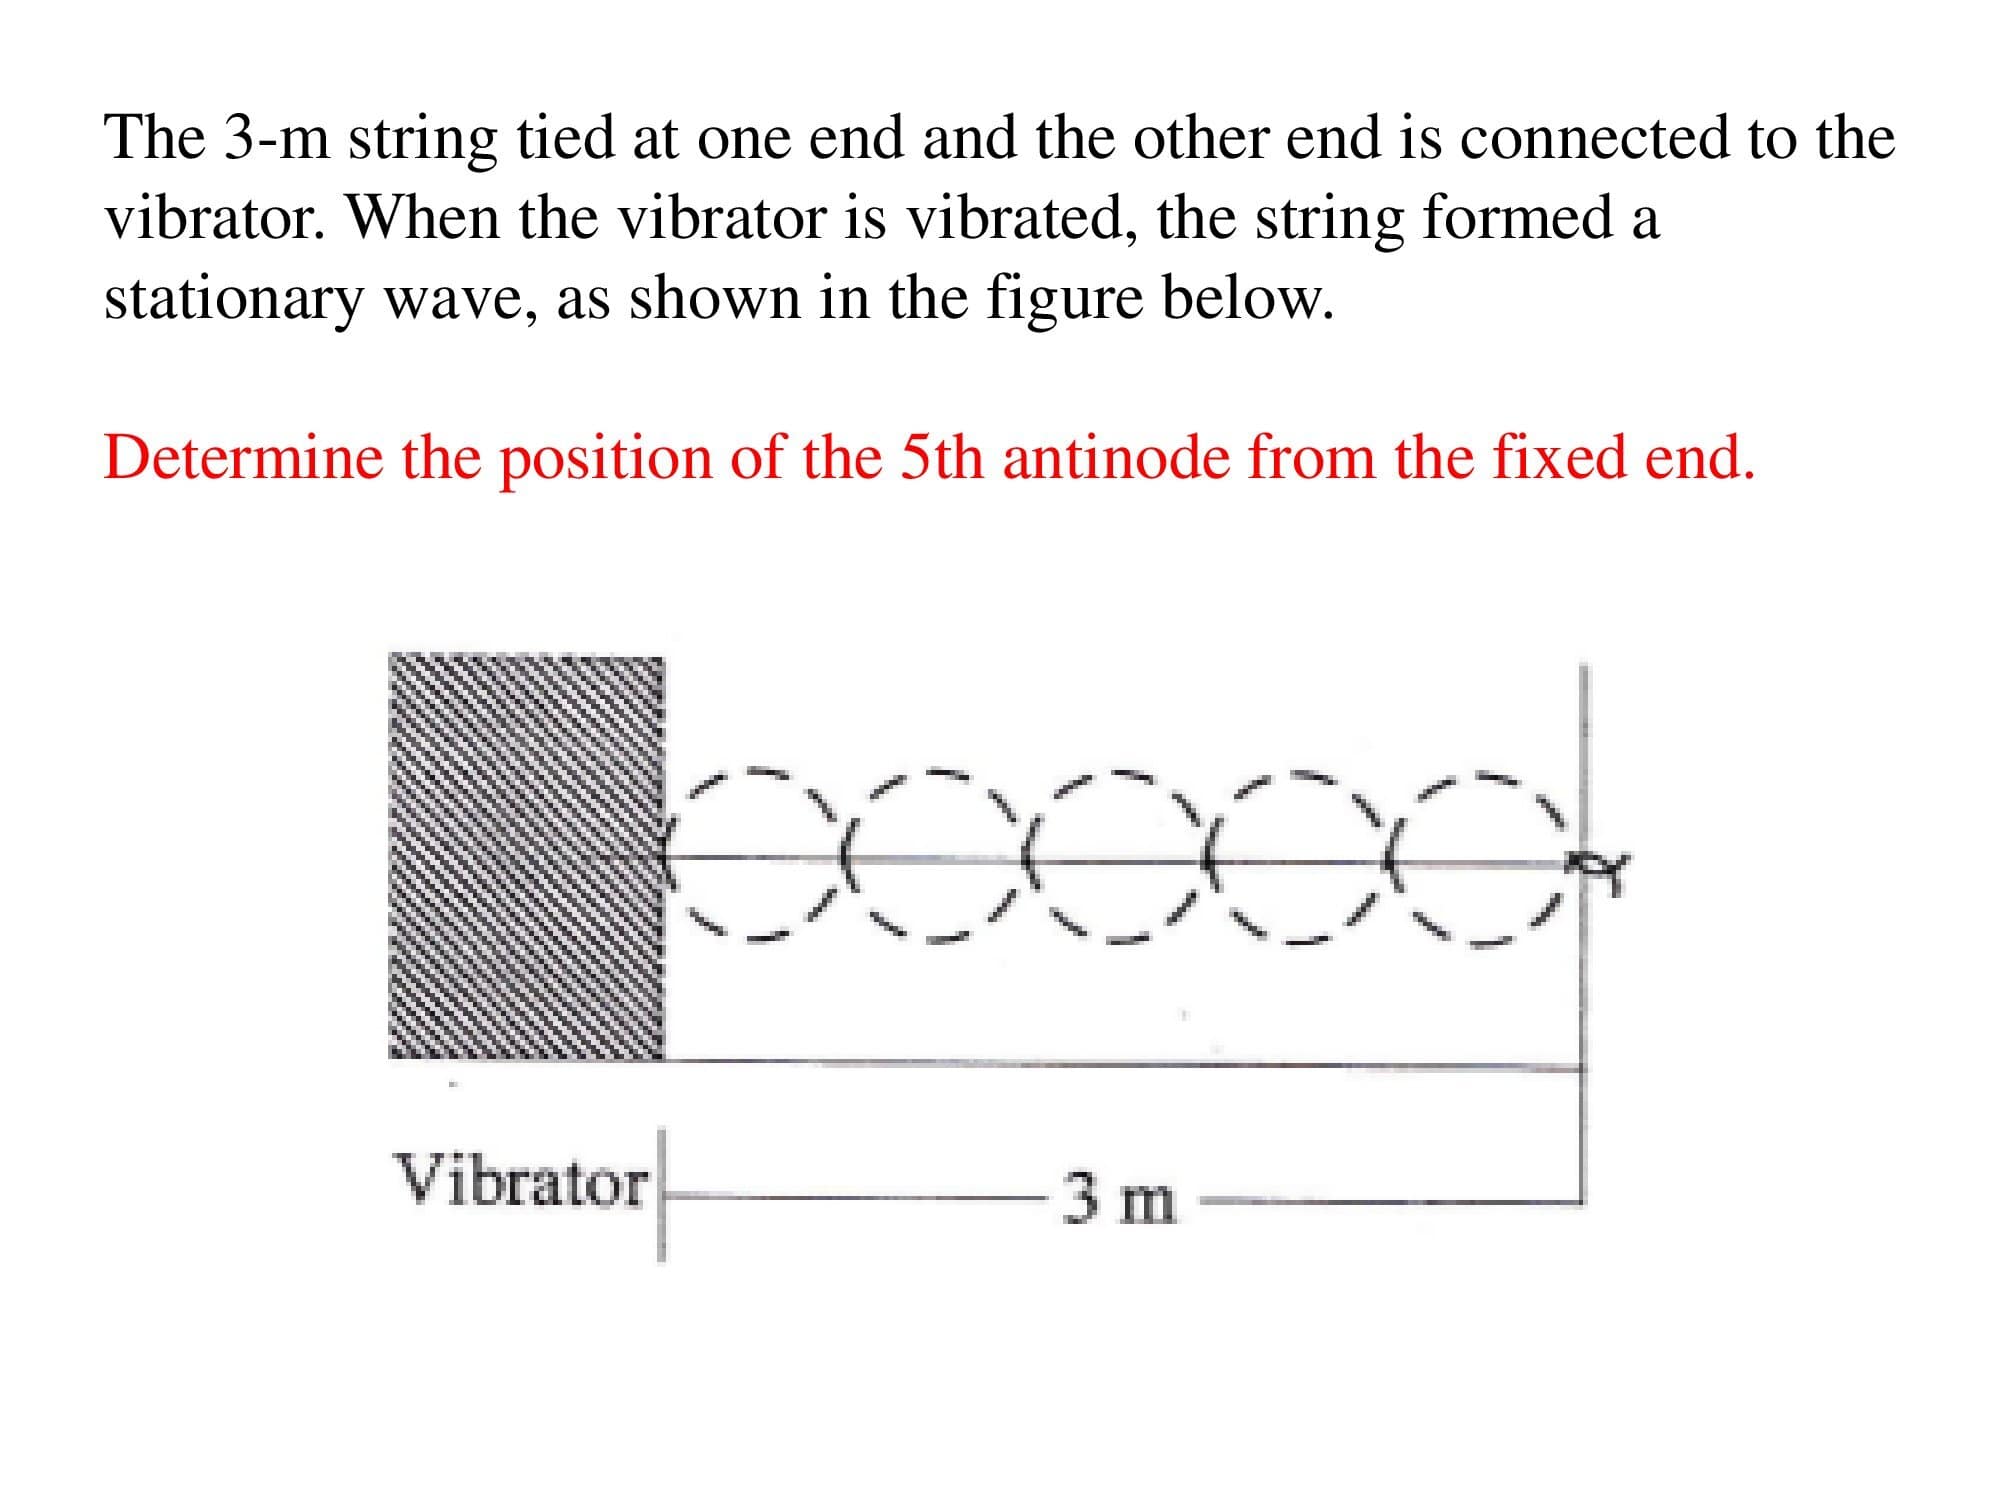 The 3-m string tied at one end and the other end is connected to the
vibrator. When the vibrator is vibrated, the string formed a
stationary wave, as shown in the figure below.
Determine the position of the 5th antinode from the fixed end.
Vibrator
3 m